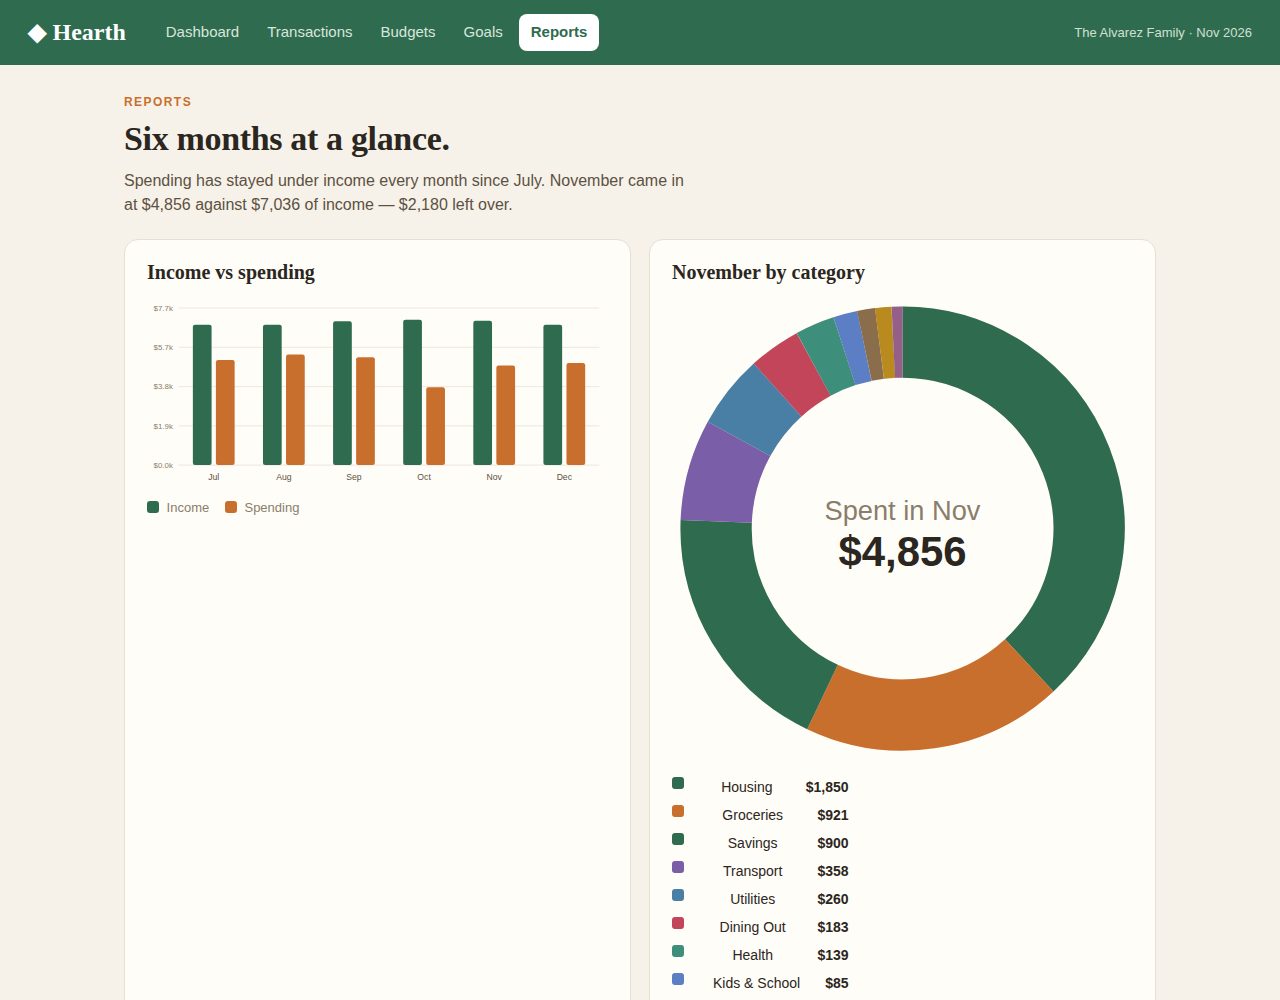 ◆ Hearth
Dashboard
Transactions
Budgets
Goals
Reports
The Alvarez Family · Nov 2026
REPORTS
Six months at a glance.
Spending has stayed under income every month since July. November came in
at $4,856 against $7,036 of income — $2,180 left over.
Income vs spending
$7.7k
$5.7k
$3.8k
$1.9k
$0.0k
Jul
Aug
Sep
Oct
Nov
Dec
Income
Spending
November by category
Spent in Nov
$4,856
Housing $1,850
Groceries $921
Savings $900
Transport $358
Utilities $260
Dining Out $183
Health $139
Kids & School $85